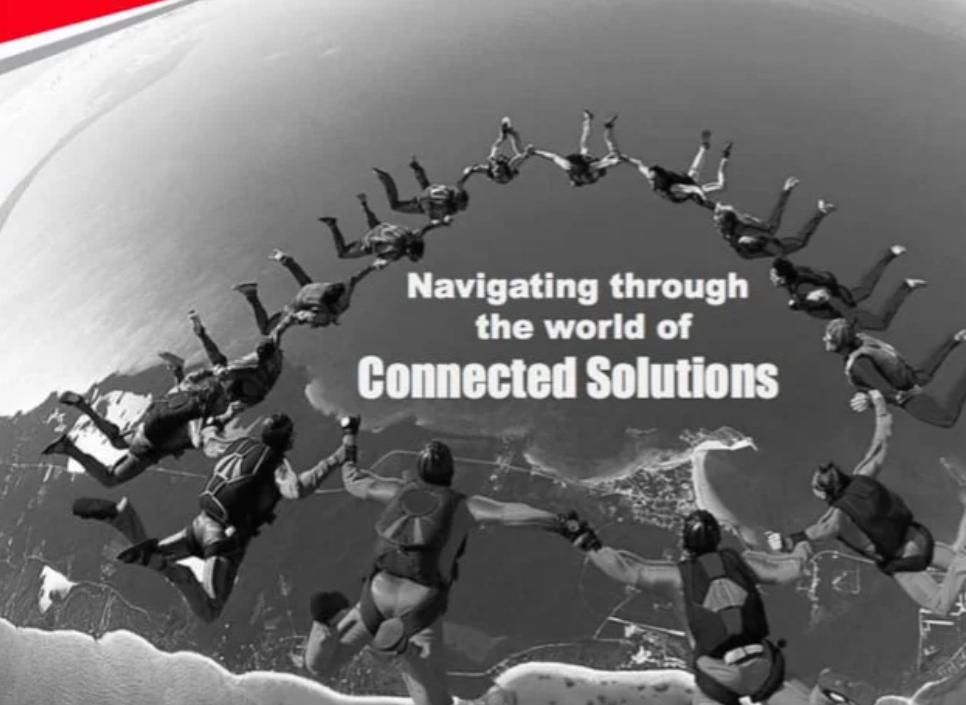 Navigating through
the world of
Connected Solutions